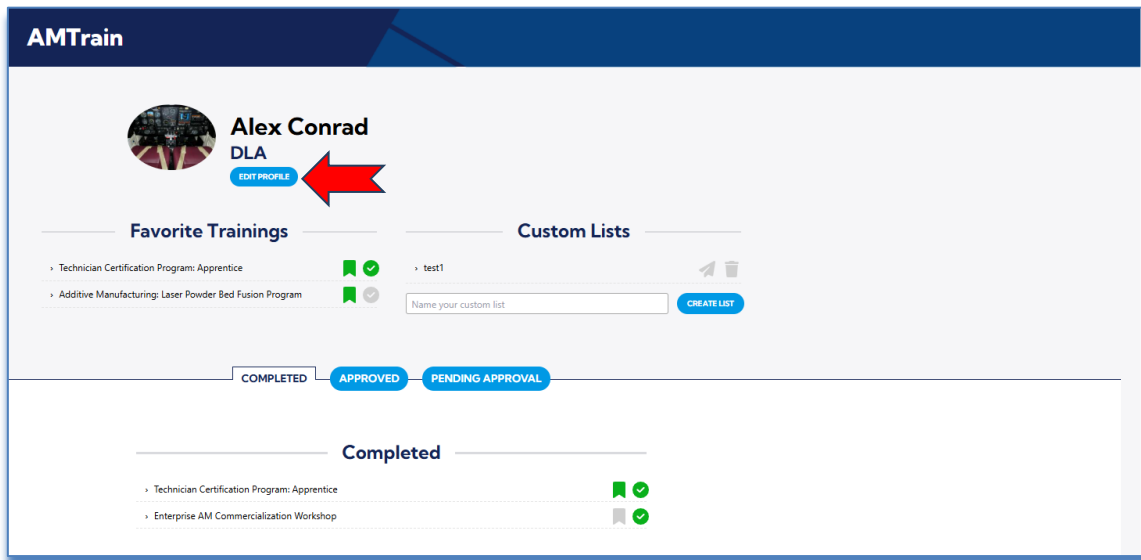 AMTrain
Alex Conrad
DLA
EDIT PROFILE
Favorite Trainings
› Technician Certification Program: Apprentice
› Additive Manufacturing: Laser Powder Bed Fusion Program
Custom Lists
› test1
Name your custom list
CREATE LIST
COMPLETED
APPROVED
PENDING APPROVAL
Completed
› Technician Certification Program: Apprentice
› Enterprise AM Commercialization Workshop